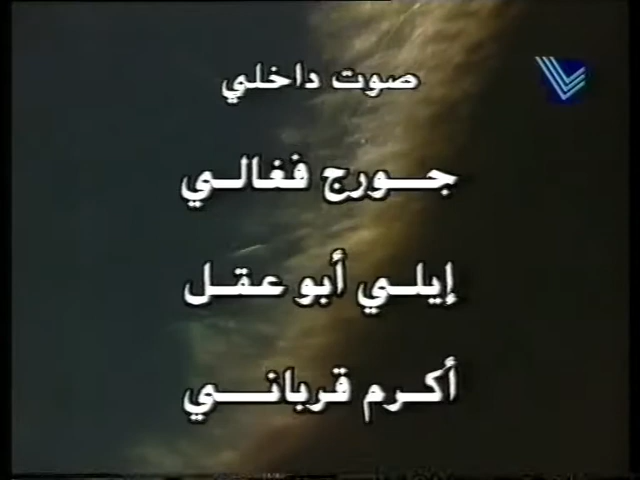 صوت داخلي
جورج فغالي
إيلي أبو عقل
أكرم قرباني